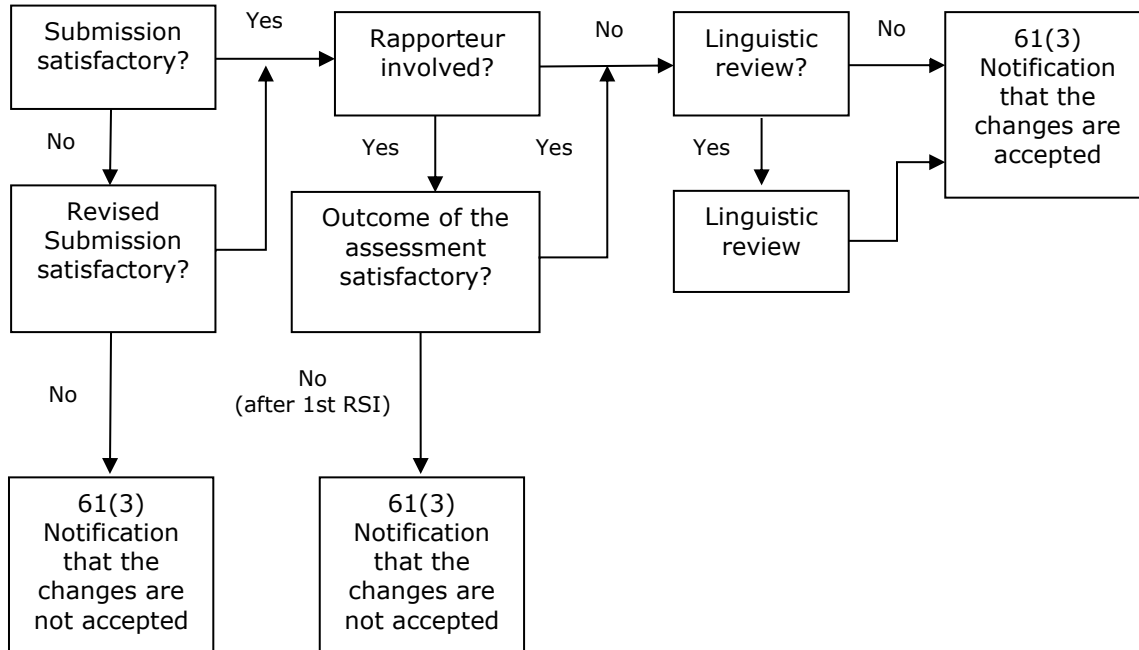 Submission
satisfactory?
Yes
Rapporteur
involved?
No
Linguistic
review?
No
61(3)
Notification
that the
changes are
accepted
No
Yes
Yes
Yes
Revised
Submission
satisfactory?
Outcome of the
assessment
satisfactory?
Linguistic
review
No
No
(after 1st RSI)
61(3)
Notification
that the
changes are
not accepted
61(3)
Notification
that the
changes are
not accepted